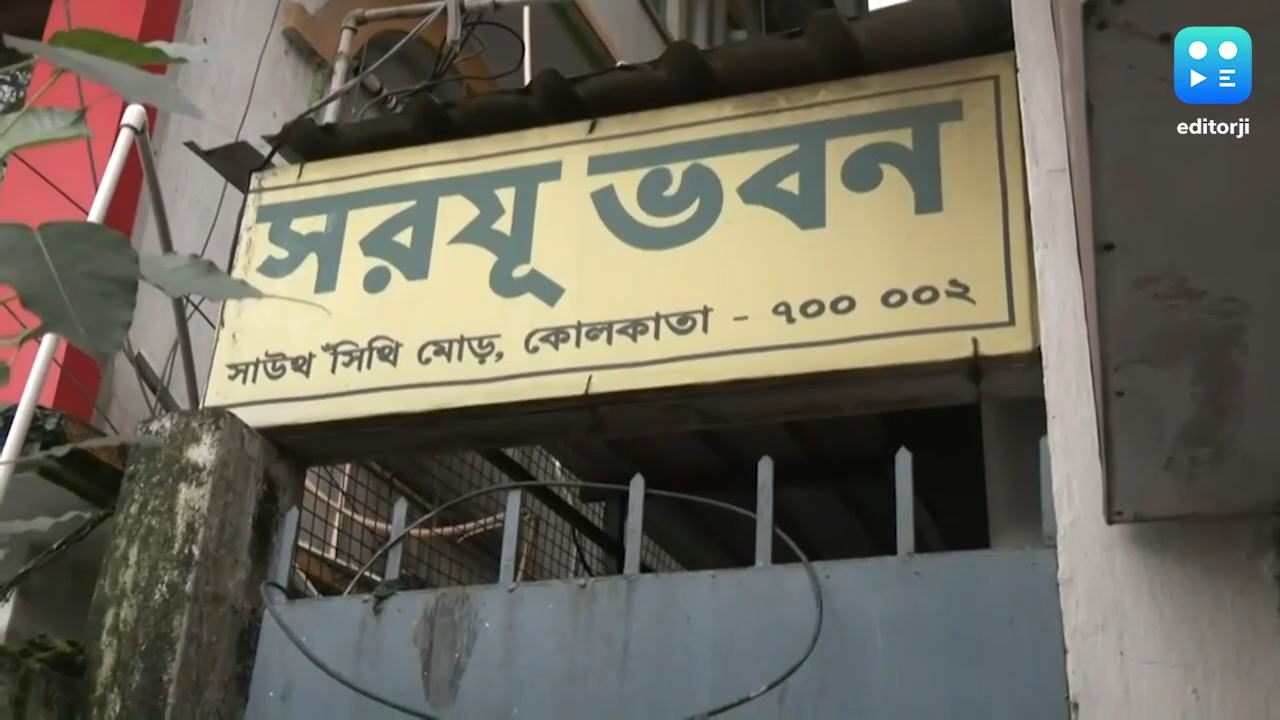 সরযূ ভবন
সাউথ সিঁথি মোড়, কোলকাতা - ৭০০ ০০২
editorji